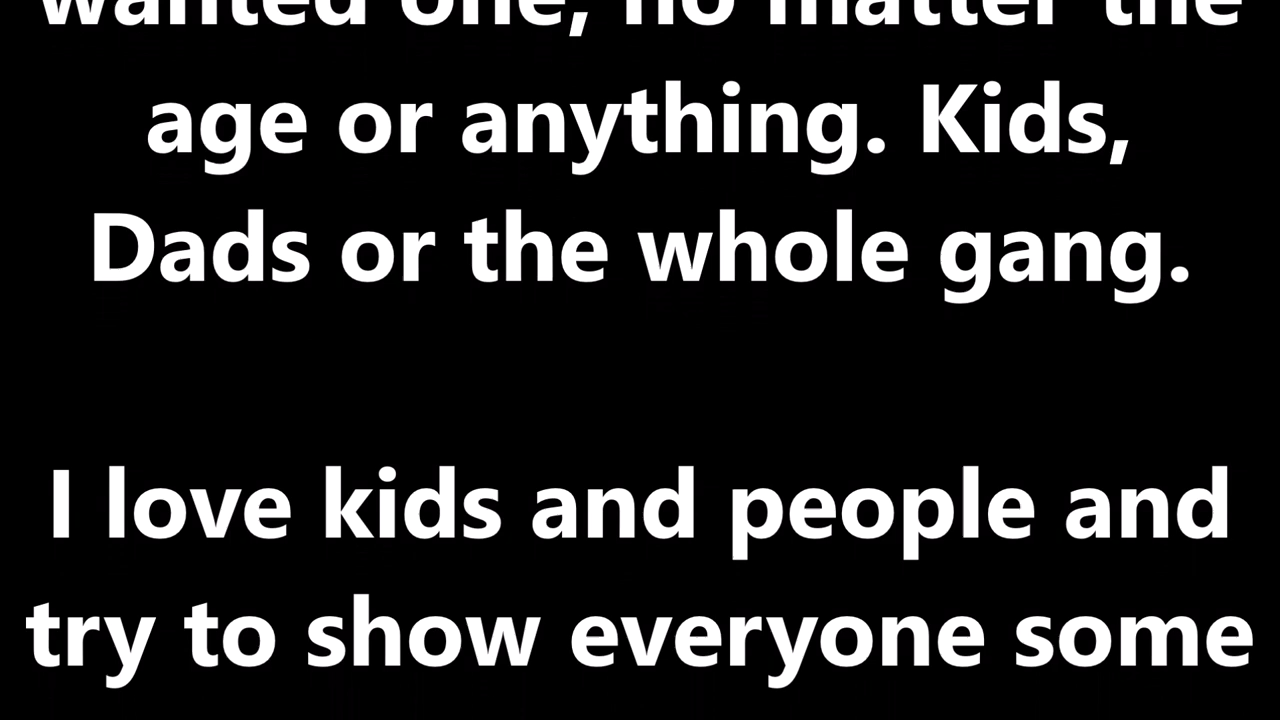 wanted one, no matter the
age or anything. Kids,
Dads or the whole gang.
I love kids and people and
try to show everyone some